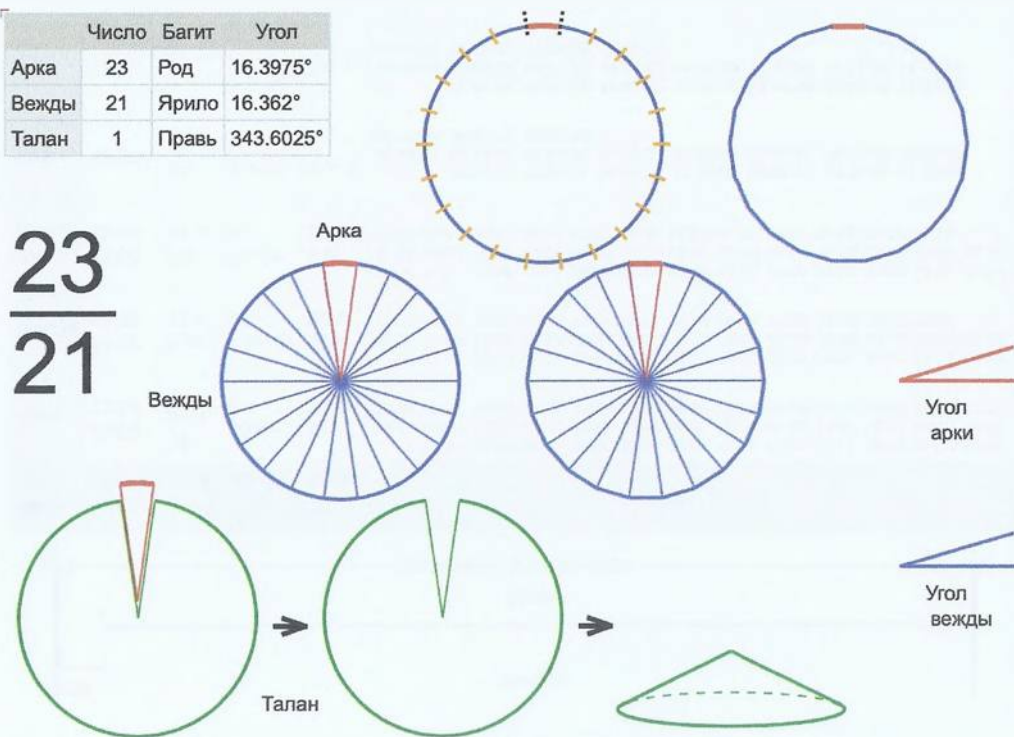 Число Багит Угол
Арка 23 Род 16.3975°
Вежды 21 Ярило 16.362°
Талан 1 Правь 343.6025°
23
21
Арка
Вежды
Угол
арки
Угол
вежды
Талан